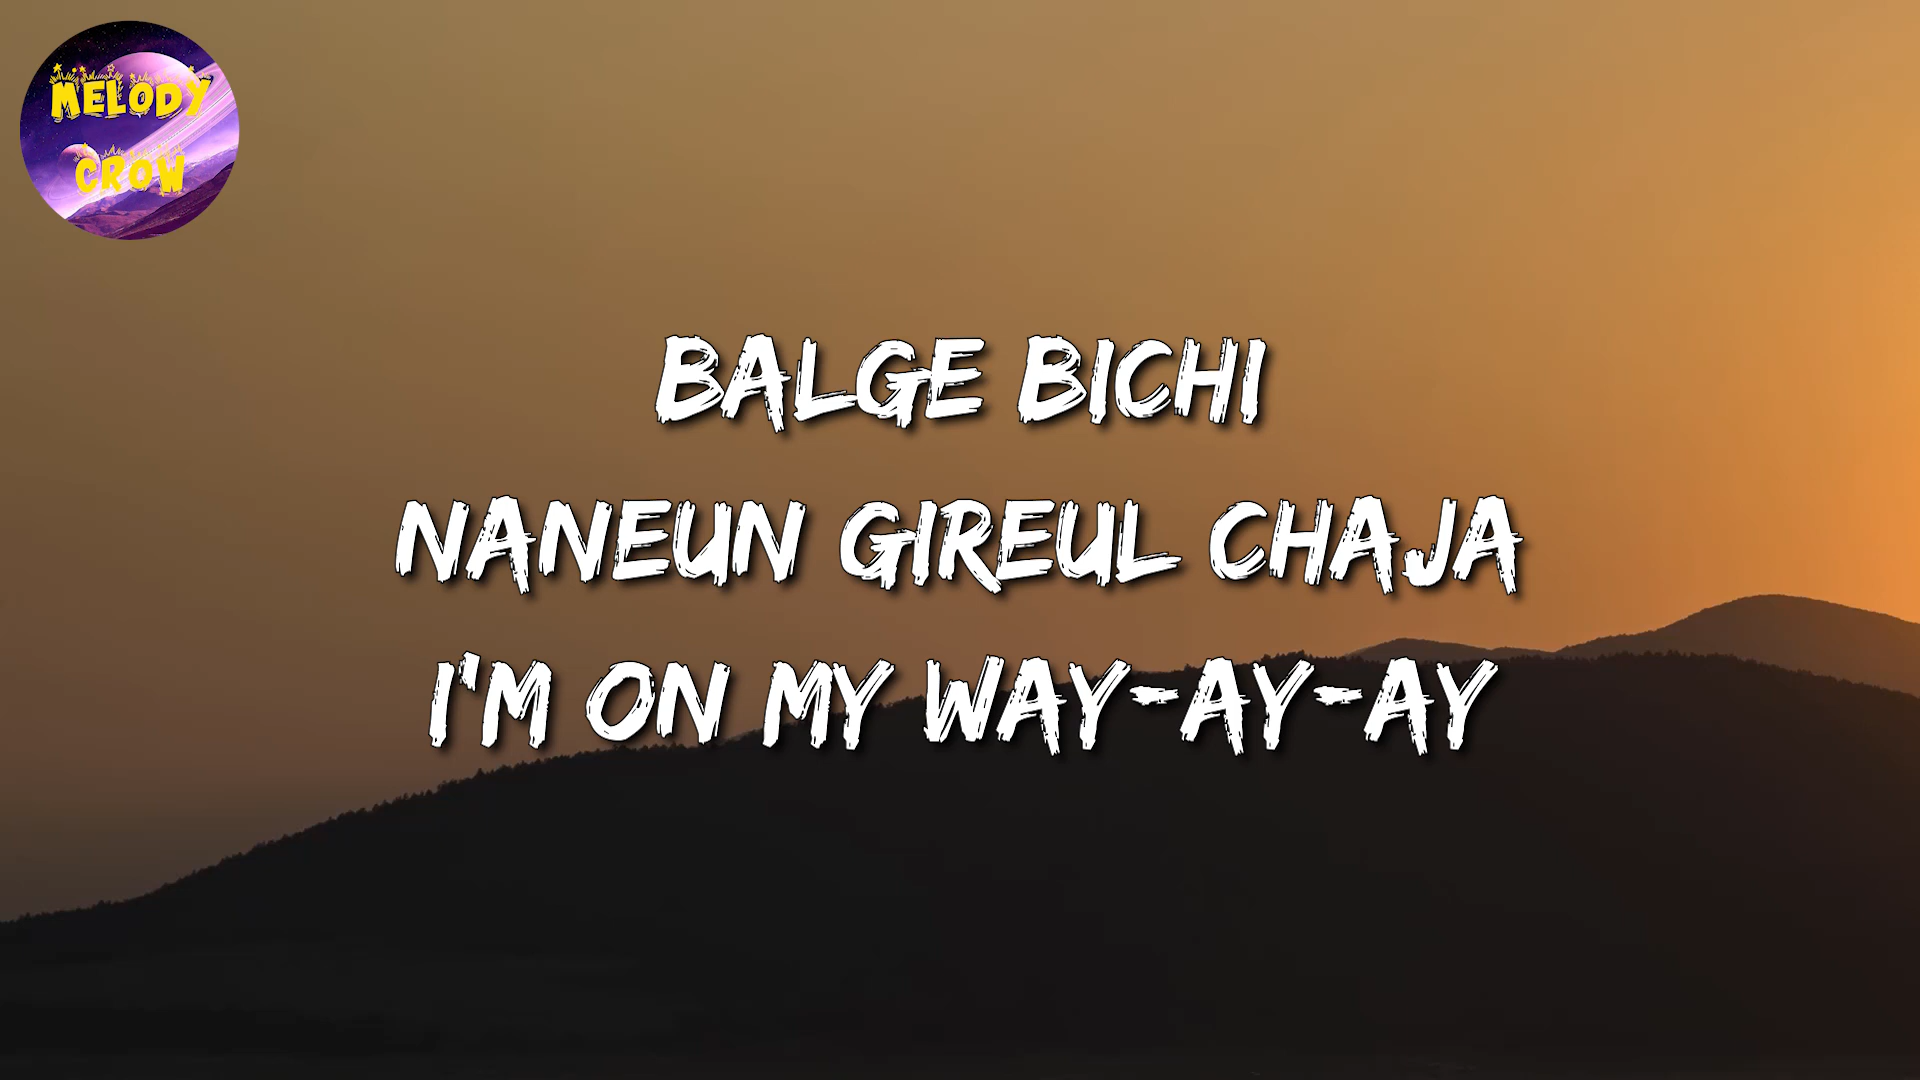 MELODY
CROW
BALGE BICHI
NANEUN GIREUL CHAJA
I'M ON MY WAY-AY-AY